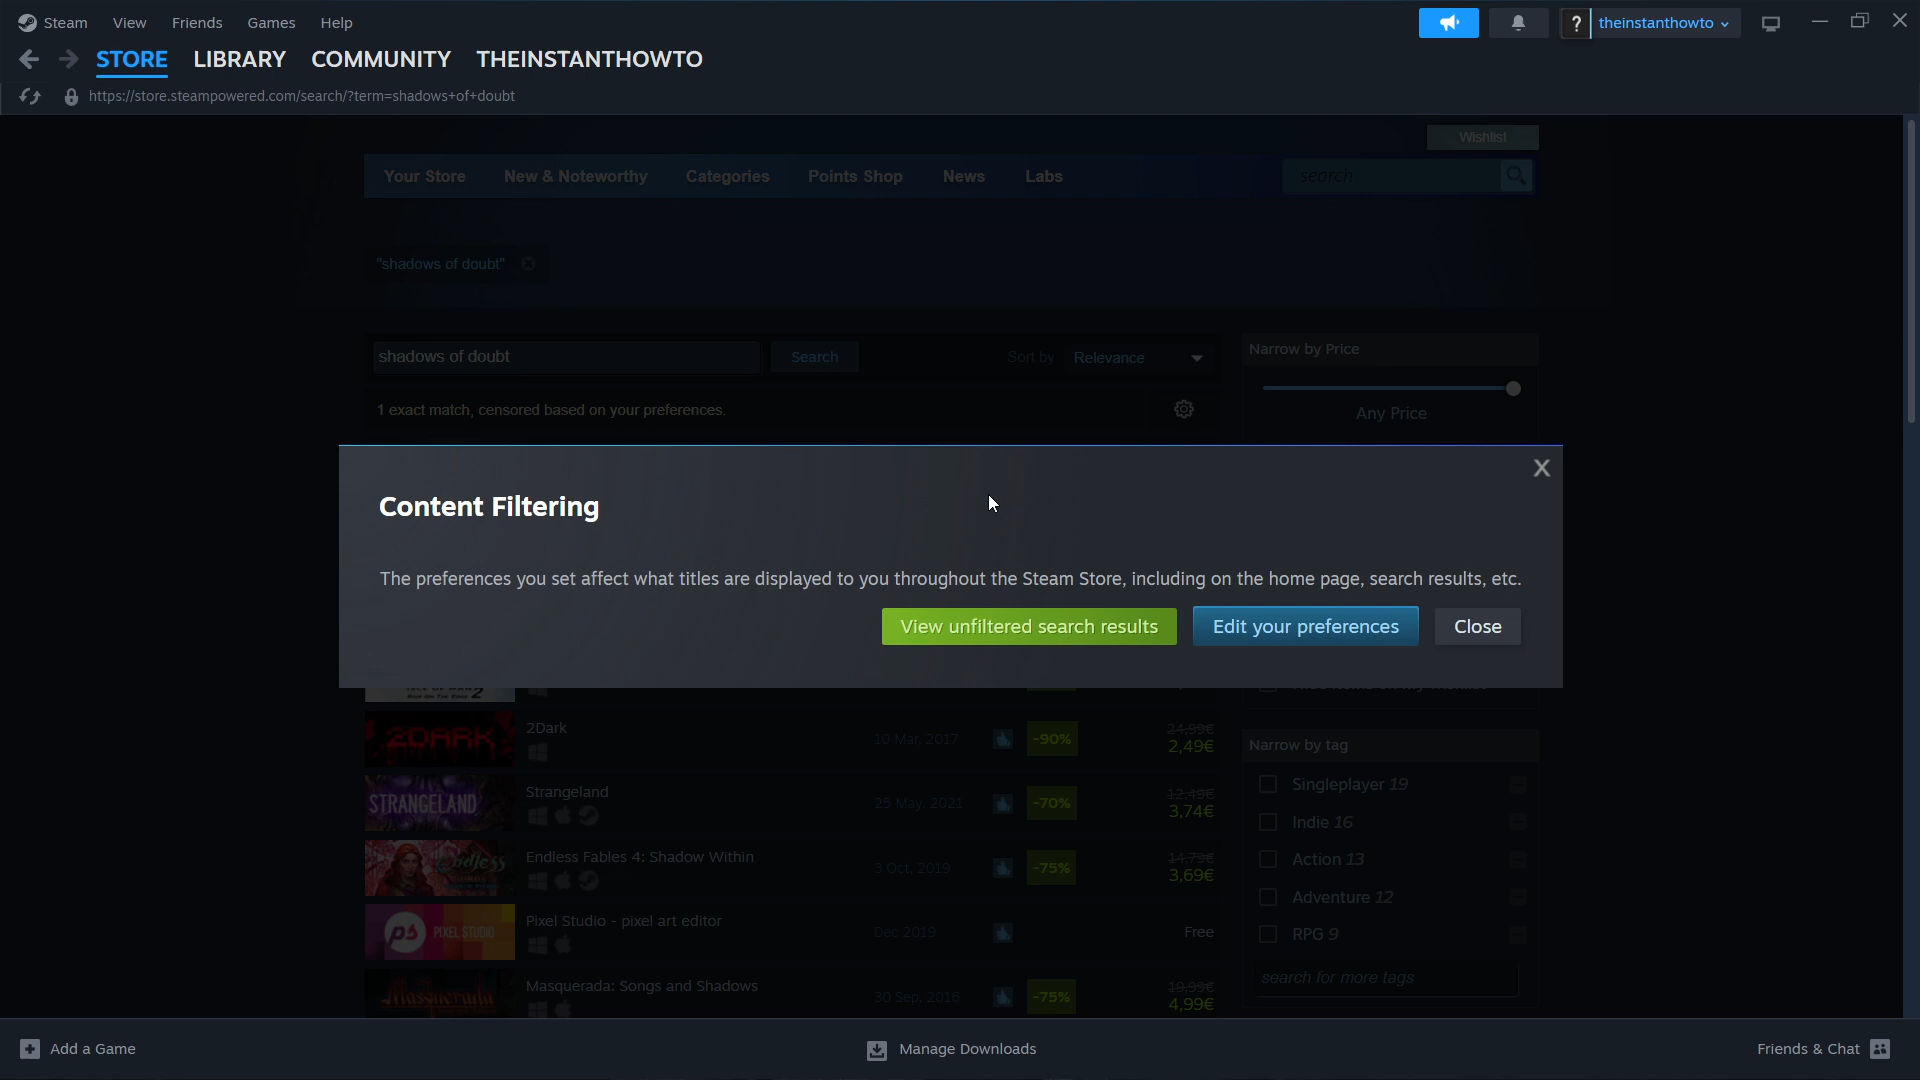 Steam View Friends Games Help
? theinstanthowto
STORE LIBRARY COMMUNITY THEINSTANTHOWTO
https://store.steampowered.com/search/?term=shadows+of+doubt
Wishlist
Your Store New & Noteworthy Categories Points Shop News Labs search
"shadows of doubt"
shadows of doubt Search Sort by Relevance
Narrow by Price
Any Price
1 exact match, censored based on your preferences.
X
Content Filtering
The preferences you set affect what titles are displayed to you throughout the Steam Store, including on the home page, search results, etc.
View unfiltered search results Edit your preferences Close
2DARK 2Dark 10 Mar, 2017 -90% 24,99€ 2,49€
STRANGELAND Strangeland 25 May, 2021 -70% 12,49€ 3,74€
Endless Endless Fables 4: Shadow Within 3 Oct, 2019 -75% 14,79€ 3,69€
ps PIXEL STUDIO Pixel Studio - pixel art editor Dec 2019 Free
Masquerada Masquerada: Songs and Shadows 30 Sep, 2016 -75% 19,99€ 4,99€
Narrow by tag
Singleplayer 19
Indie 16
Action 13
Adventure 12
RPG 9
search for more tags
Add a Game Manage Downloads Friends & Chat